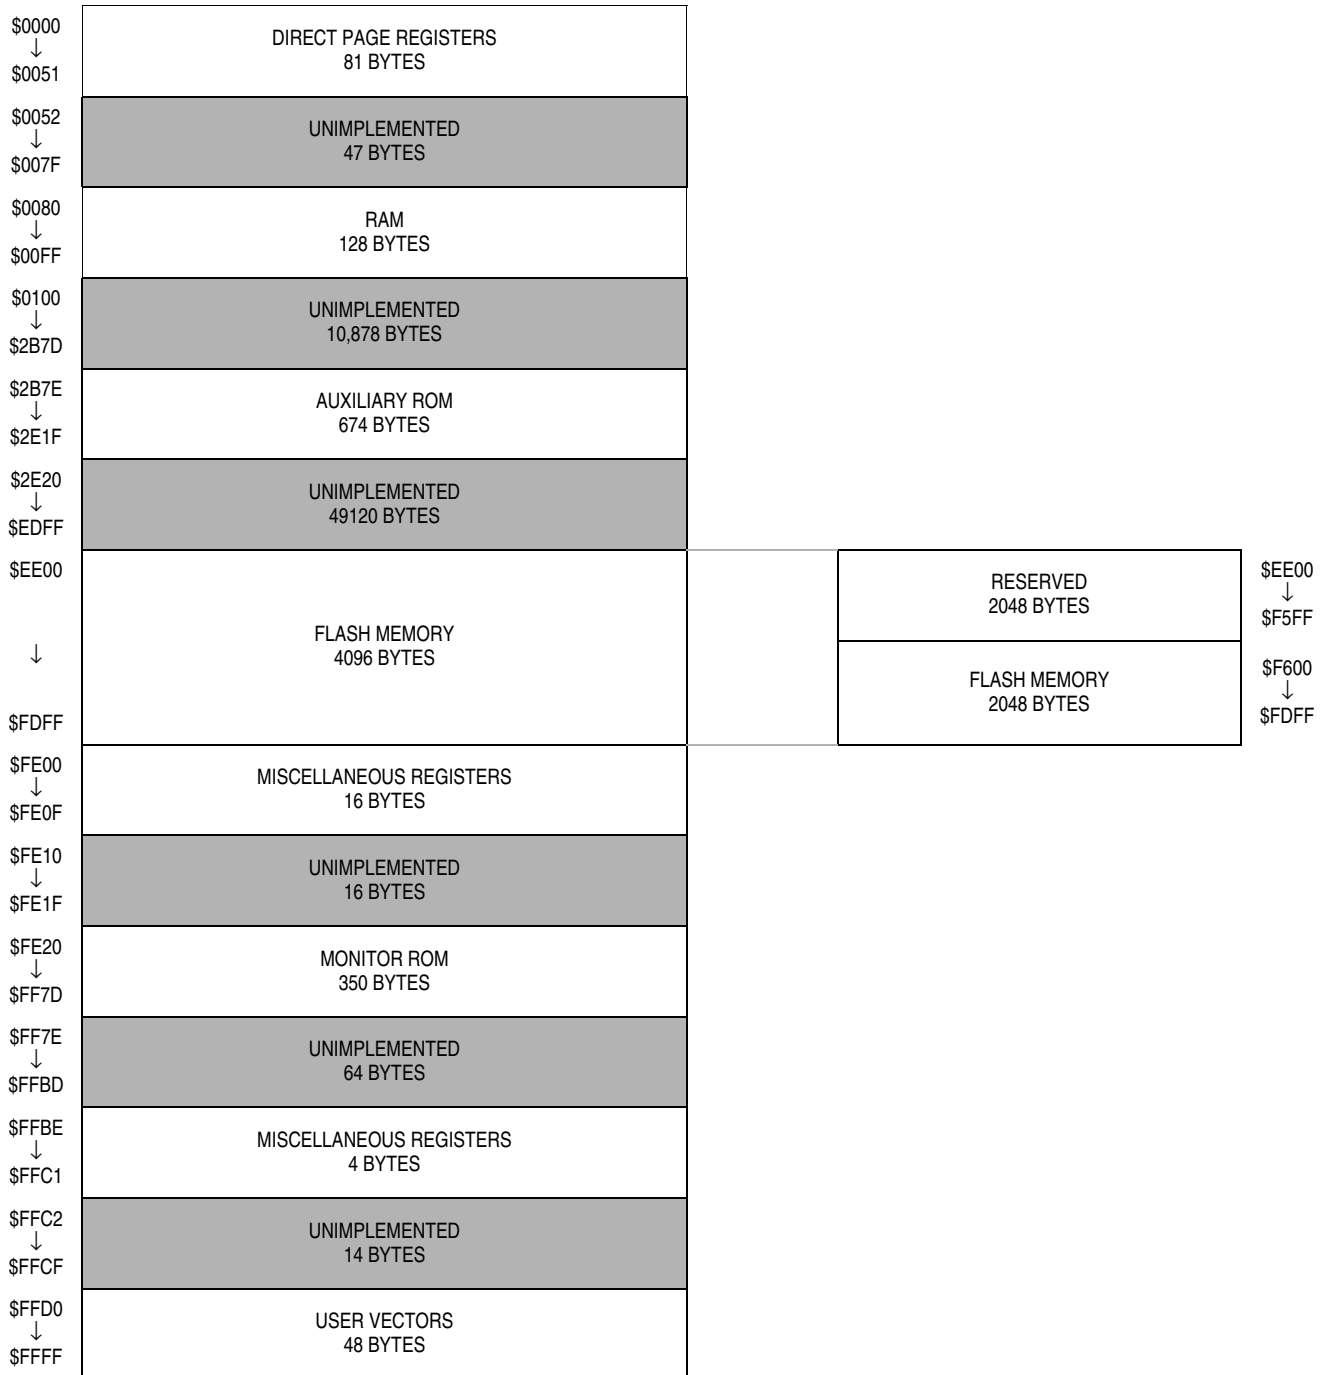 $0000
↓
$0051
DIRECT PAGE REGISTERS
81 BYTES
$0052
↓
$007F
UNIMPLEMENTED
47 BYTES
$0080
↓
$00FF
RAM
128 BYTES
$0100
↓
$2B7D
UNIMPLEMENTED
10,878 BYTES
$2B7E
↓
$2E1F
AUXILIARY ROM
674 BYTES
$2E20
↓
$EDFF
UNIMPLEMENTED
49120 BYTES
$EE00
↓
$FDFF
FLASH MEMORY
4096 BYTES
RESERVED
2048 BYTES
$EE00
↓
$F5FF
FLASH MEMORY
2048 BYTES
$F600
↓
$FDFF
$FE00
↓
$FE0F
MISCELLANEOUS REGISTERS
16 BYTES
$FE10
↓
$FE1F
UNIMPLEMENTED
16 BYTES
$FE20
↓
$FF7D
MONITOR ROM
350 BYTES
$FF7E
↓
$FFBD
UNIMPLEMENTED
64 BYTES
$FFBE
↓
$FFC1
MISCELLANEOUS REGISTERS
4 BYTES
$FFC2
↓
$FFCF
UNIMPLEMENTED
14 BYTES
$FFD0
↓
$FFFF
USER VECTORS
48 BYTES